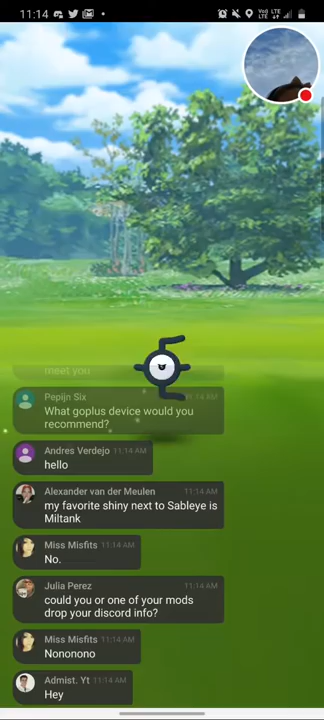 11:14
VoD LTE
LTE
meet you
Pepijn Six 11:14 AM
What goplus device would you
recommend?
Andres Verdejo 11:14 AM
hello
Alexander van der Meulen 11:14 AM
my favorite shiny next to Sableye is
Miltank
Miss Misfits 11:14 AM
No.
Julia Perez 11:14 AM
could you or one of your mods
drop your discord info?
Miss Misfits 11:14 AM
Nononono
Admist. Yt 11:14 AM
Hey